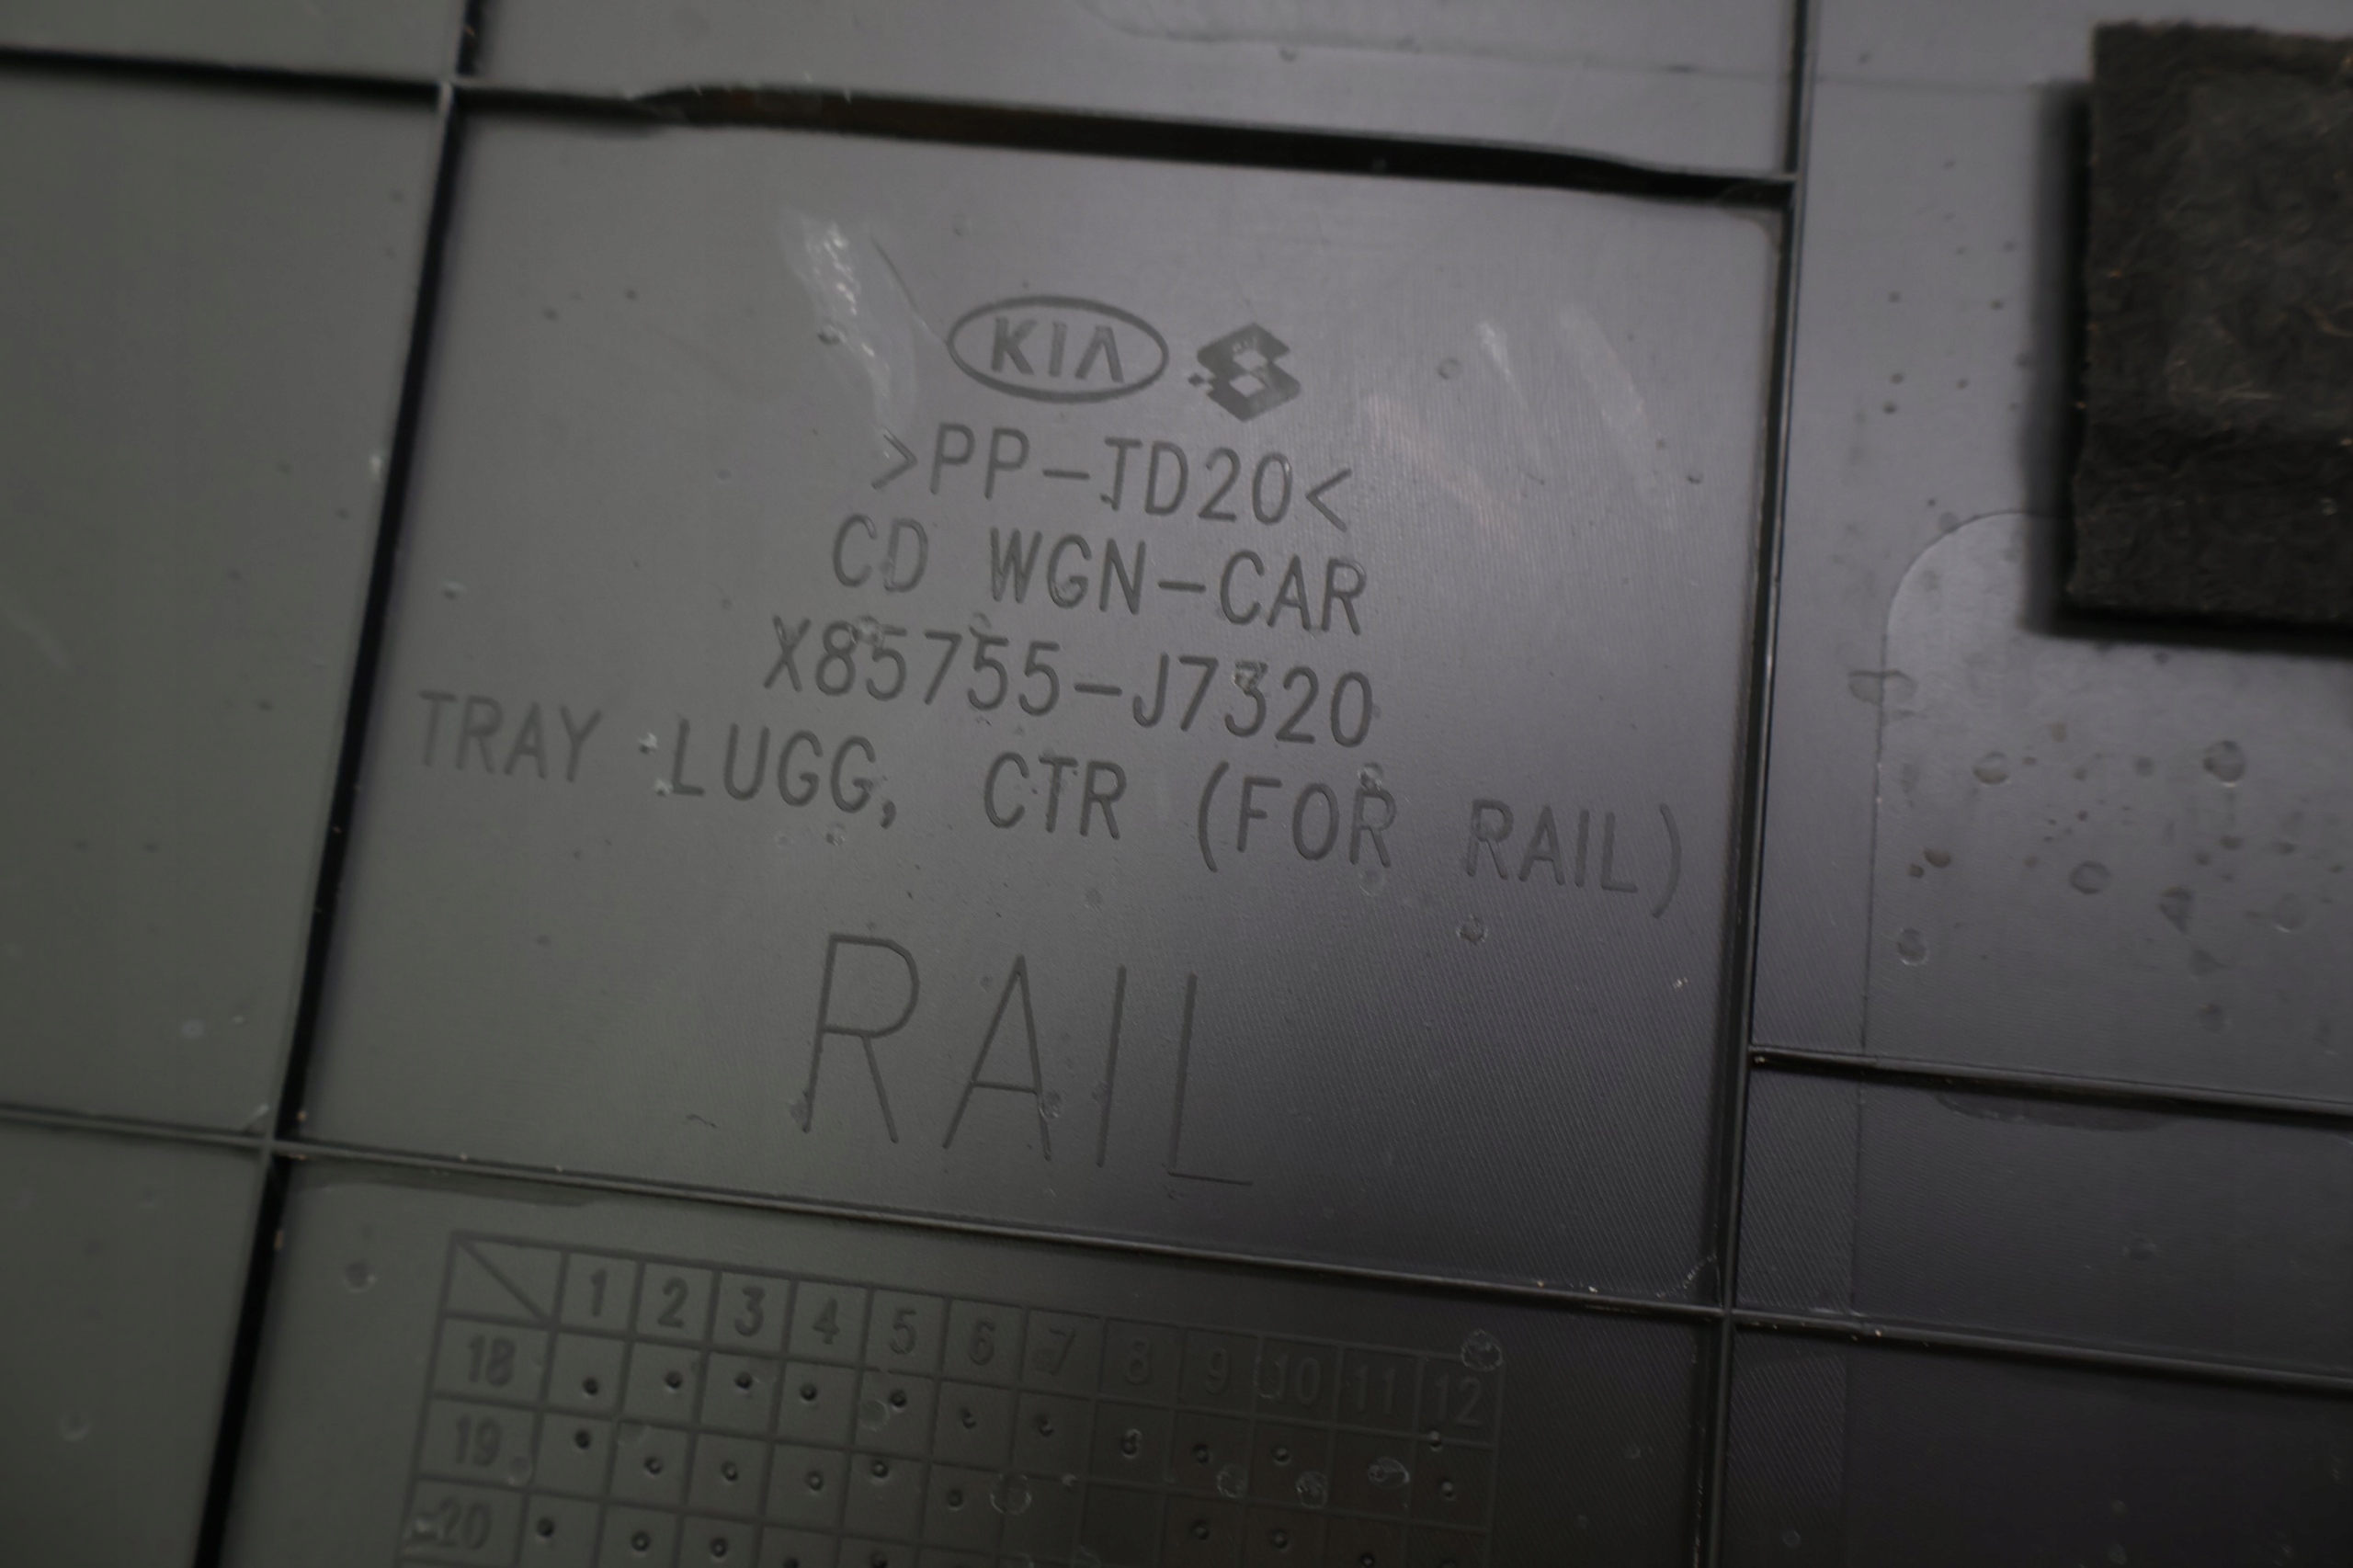 KIA
>PP-TD20<
CD WGN-CAR
X85755-J7320
TRAY LUGG, CTR (FOR RAIL)
RAIL
1 2 3 4 5 6 7 8 9 10 11 12
18
19
20